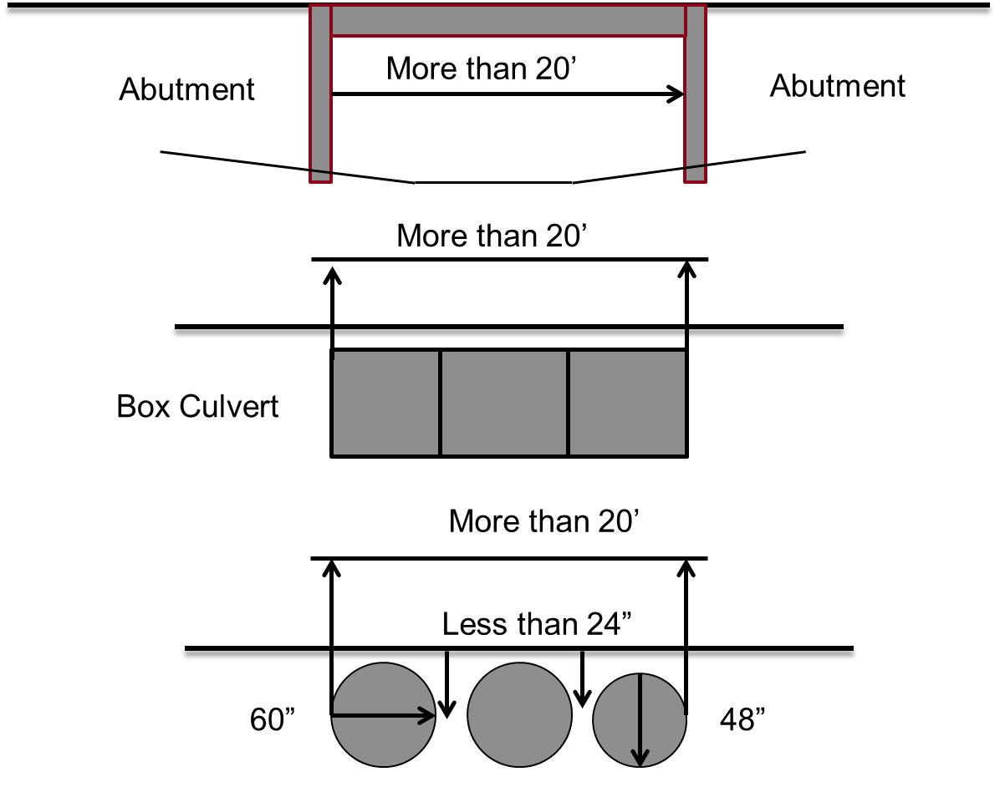 More than 20’
Abutment
Abutment
More than 20’
Box Culvert
More than 20’
Less than 24”
60”
48”